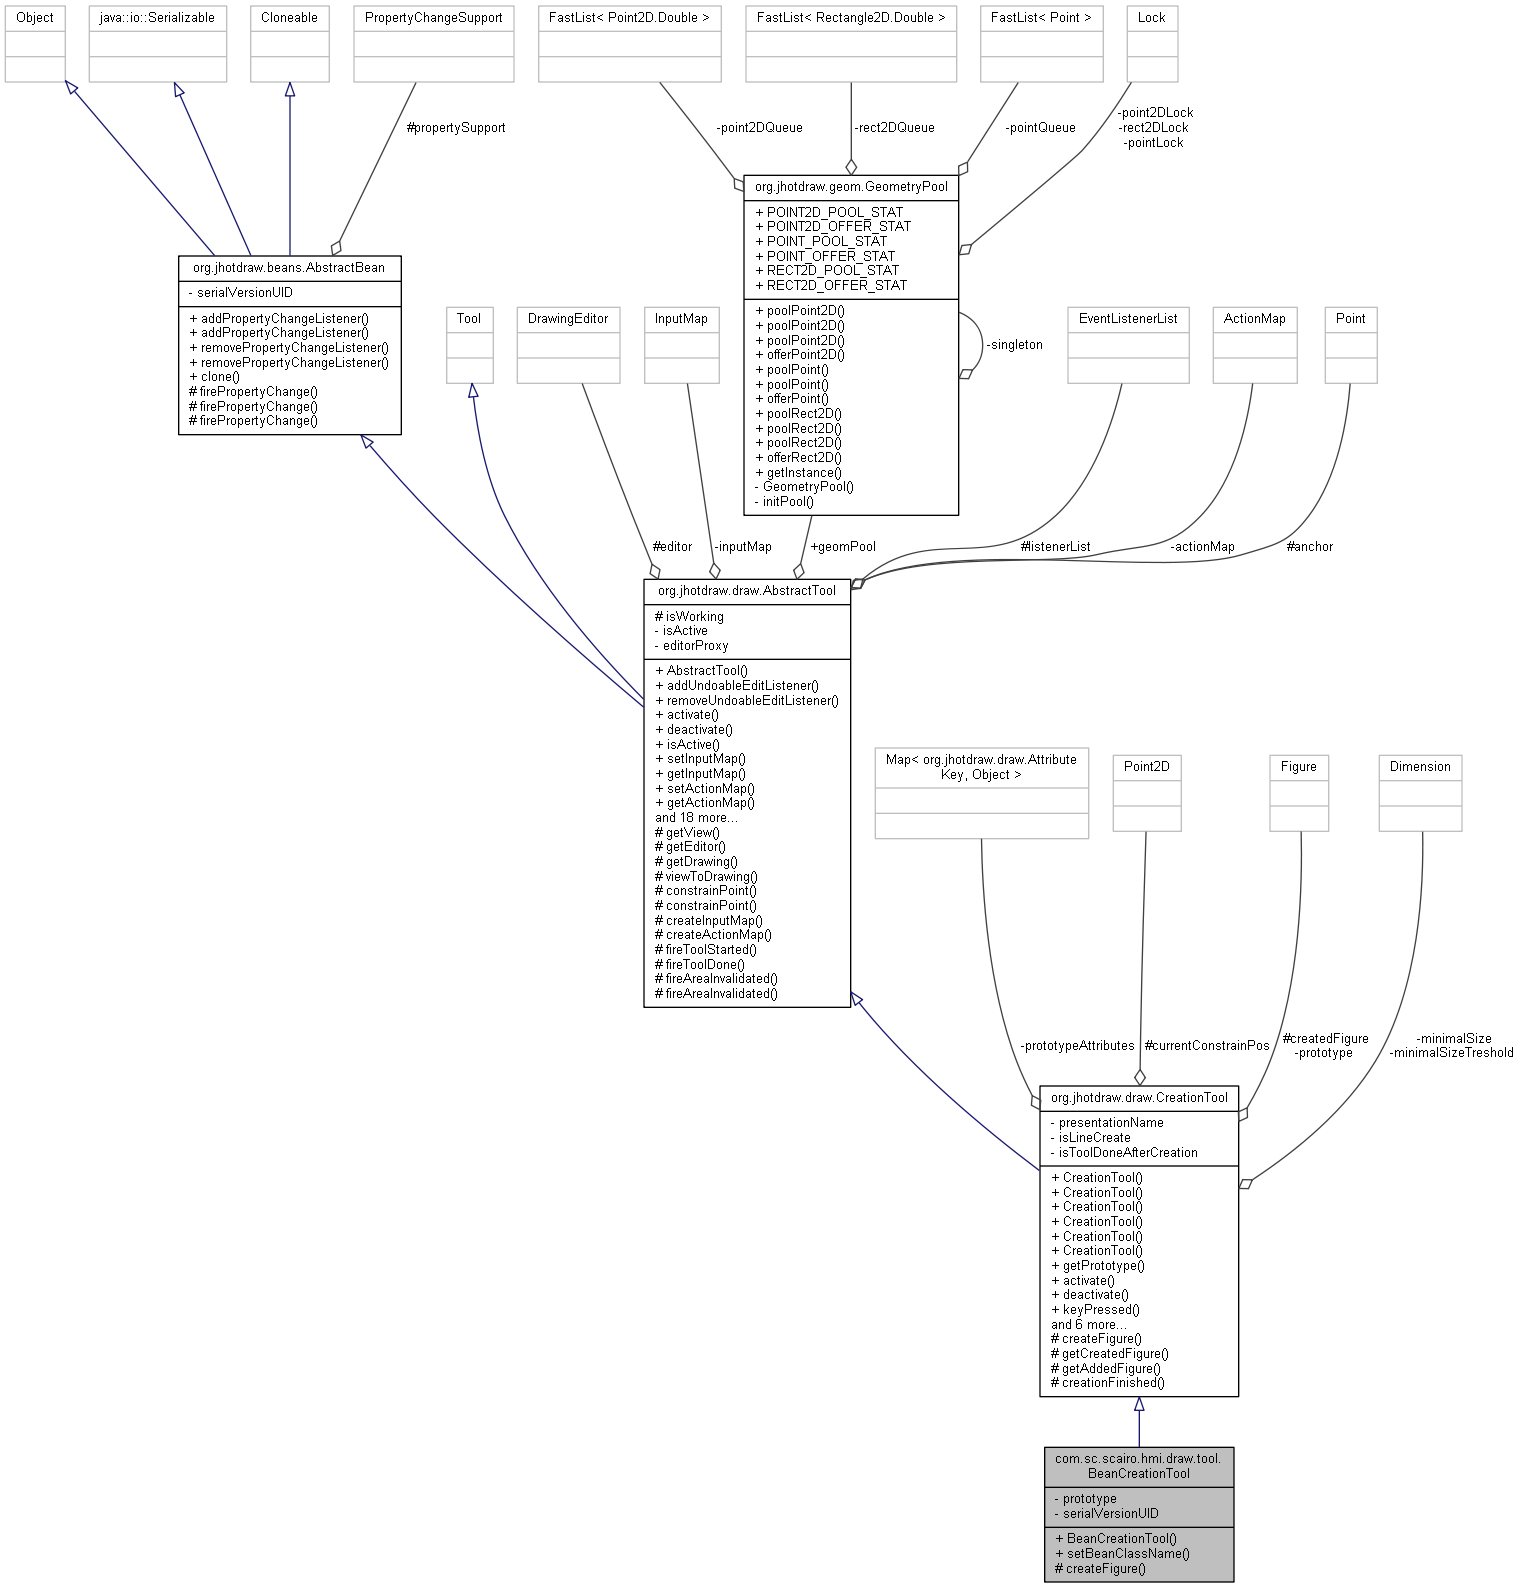 Object
java::io::Serializable
Cloneable
PropertyChangeSupport
FastList< Point2D.Double >
FastList< Rectangle2D.Double >
FastList< Point >
Lock
#propertySupport
-point2DQueue
-rect2DQueue
-pointQueue
-point2DLock
-rect2DLock
-pointLock
org.jhotdraw.geom.GeometryPool
+ POINT2D_POOL_STAT
+ POINT2D_OFFER_STAT
+ POINT_POOL_STAT
+ POINT_OFFER_STAT
+ RECT2D_POOL_STAT
+ RECT2D_OFFER_STAT
+ poolPoint2D()
+ poolPoint2D()
+ poolPoint2D()
+ offerPoint2D()
+ poolPoint()
+ poolPoint()
+ offerPoint()
+ poolRect2D()
+ poolRect2D()
+ poolRect2D()
+ offerRect2D()
+ getInstance()
- GeometryPool()
- initPool()
-singleton
org.jhotdraw.beans.AbstractBean
- serialVersionUID
+ addPropertyChangeListener()
+ addPropertyChangeListener()
+ removePropertyChangeListener()
+ removePropertyChangeListener()
+ clone()
# firePropertyChange()
# firePropertyChange()
# firePropertyChange()
Tool
DrawingEditor
InputMap
EventListenerList
ActionMap
Point
#editor
-inputMap
+geomPool
#listenerList
-actionMap
#anchor
org.jhotdraw.draw.AbstractTool
# isWorking
- isActive
- editorProxy
+ AbstractTool()
+ addUndoableEditListener()
+ removeUndoableEditListener()
+ activate()
+ deactivate()
+ isActive()
+ setInputMap()
+ getInputMap()
+ setActionMap()
+ getActionMap()
and 18 more...
# getView()
# getEditor()
# getDrawing()
# viewToDrawing()
# constrainPoint()
# constrainPoint()
# createInputMap()
# createActionMap()
# fireToolStarted()
# fireToolDone()
# fireAreaInvalidated()
# fireAreaInvalidated()
Map< org.jhotdraw.draw.Attribute
Key, Object >
Point2D
Figure
Dimension
-prototypeAttributes
#currentConstrainPos
#createdFigure
-prototype
-minimalSize
-minimalSizeTreshold
org.jhotdraw.draw.CreationTool
- presentationName
- isLineCreate
- isToolDoneAfterCreation
+ CreationTool()
+ CreationTool()
+ CreationTool()
+ CreationTool()
+ CreationTool()
+ CreationTool()
+ getPrototype()
+ activate()
+ deactivate()
+ keyPressed()
and 6 more...
# createFigure()
# getCreatedFigure()
# getAddedFigure()
# creationFinished()
com.sc.scairo.hmi.draw.tool.
BeanCreationTool
- prototype
- serialVersionUID
+ BeanCreationTool()
+ setBeanClassName()
# createFigure()